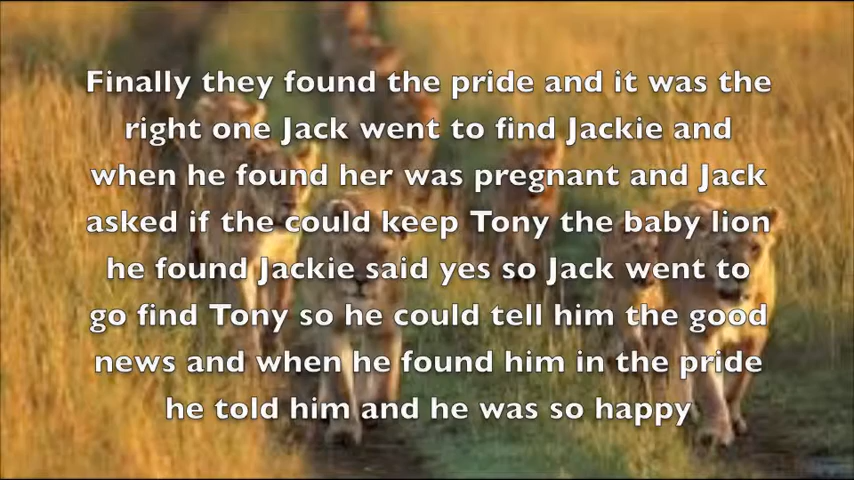 Finally they found the pride and it was the
right one Jack went to find Jackie and
when he found her was pregnant and Jack
asked if the could keep Tony the baby lion
he found Jackie said yes so Jack went to
go find Tony so he could tell him the good
news and when he found him in the pride
he told him and he was so happy